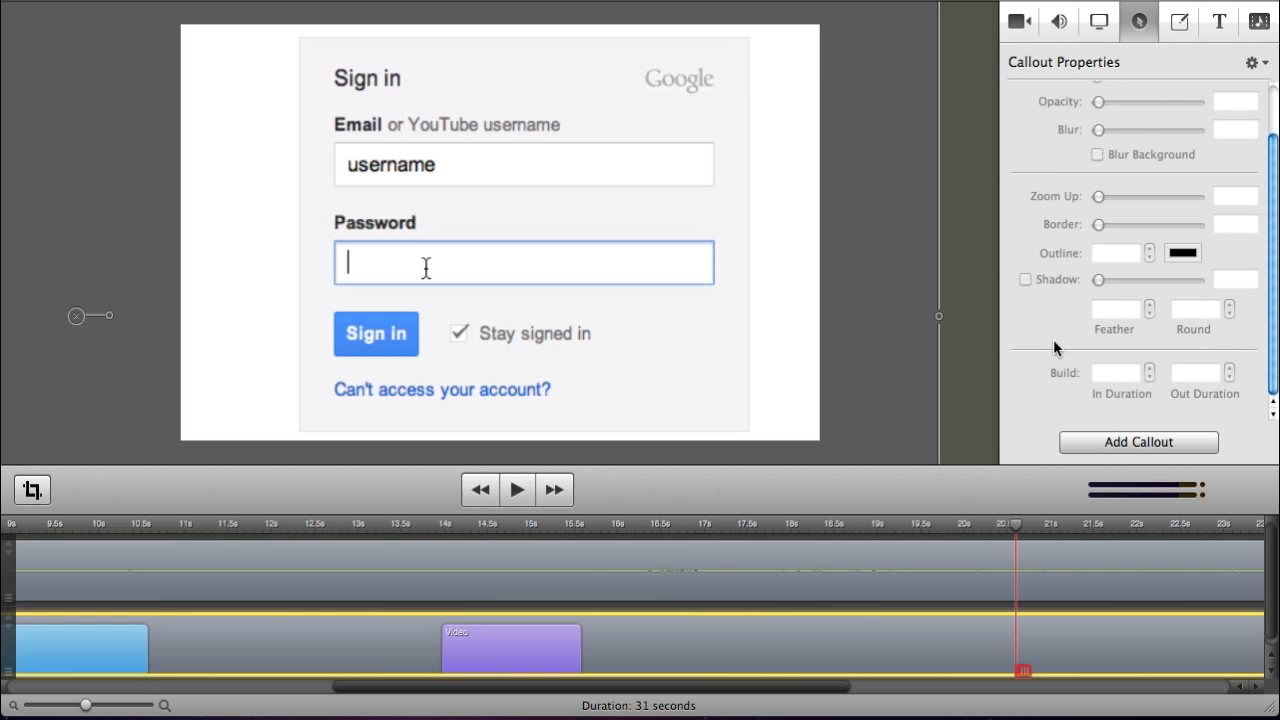 Sign in
Google
Email or YouTube username
username
Password
Sign in
Stay signed in
Can't access your account?
T
Callout Properties
Opacity:
Blur:
Blur Background
Zoom Up:
Border:
Outline:
Shadow:
Feather Round
Build:
In Duration Out Duration
Add Callout
9s 9.5s 10s 10.5s 11s 11.5s 12s 12.5s 13s 13.5s 14s 14.5s 15s 15.5s 16s 16.5s 17s 17.5s 18s 18.5s 19s 19.5s 20s 21s 21.5s 22s 22.5s 23s
Video
Duration: 31 seconds